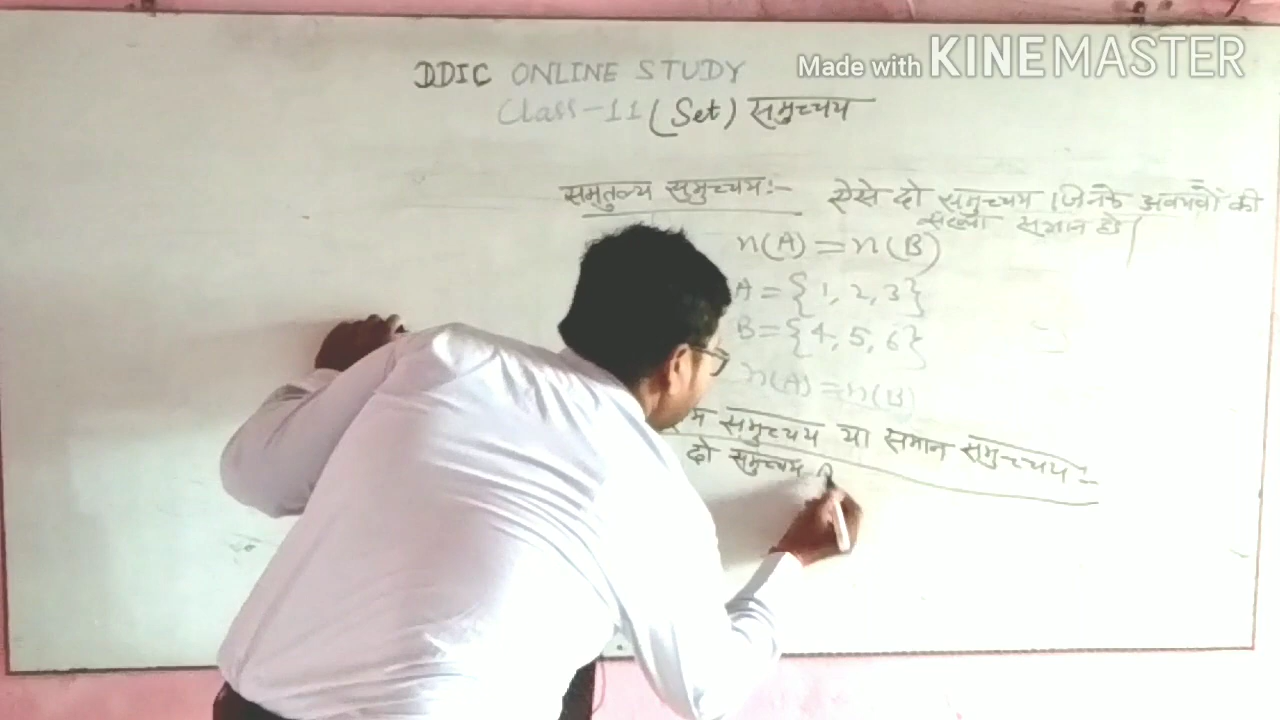 Made with KINEMASTER
DDIC ONLINE STUDY
Class-11 (Set) समुच्चय
समतुल्य समुच्चय:- ऐसे दो समुच्चय जिनके अवयवों की
संख्या समान हो।
n(A) = n(B)
A = {1, 2, 3}
B = {4, 5, 6}
n(A) = n(B)
म समुच्चय या समान समुच्चय:-
दो समुच्चय